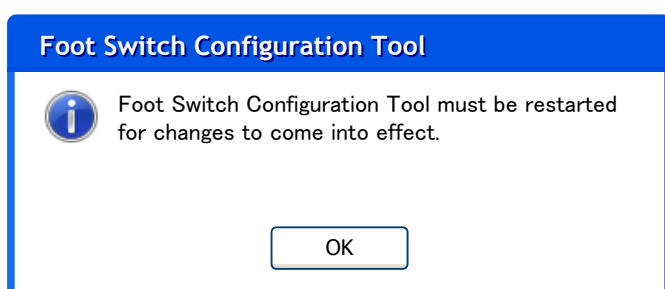 Foot Switch Configuration Tool
Foot Switch Configuration Tool must be restarted
for changes to come into effect.
OK